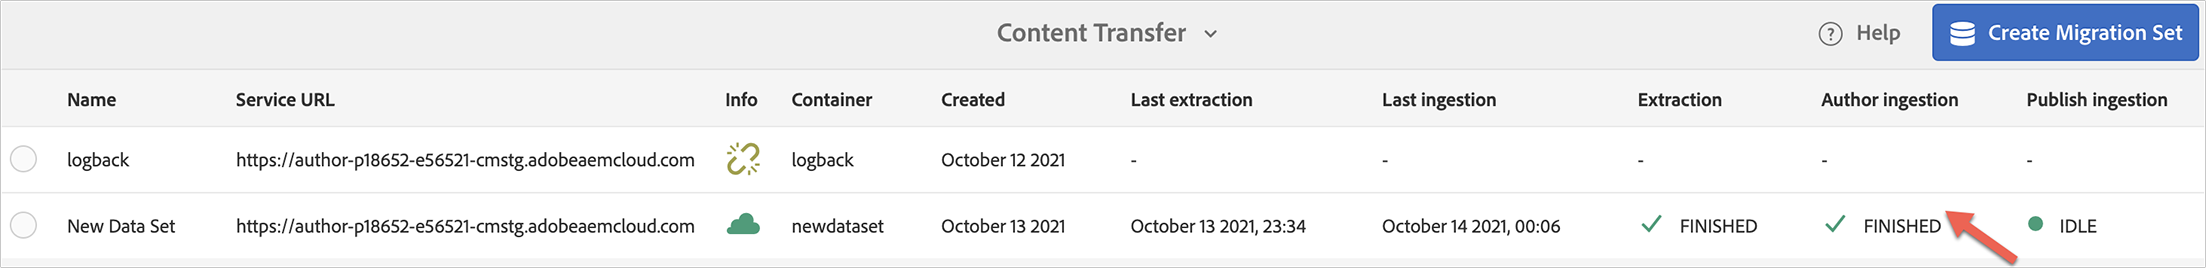 Content Transfer Help Create Migration Set
Name Service URL Info Container Created Last extraction Last ingestion Extraction Author ingestion Publish ingestion
logback https://author-p18652-e56521-cmstg.adobeaemcloud.com logback October 12 2021 - - - - -
New Data Set https://author-p18652-e56521-cmstg.adobeaemcloud.com newdataset October 13 2021 October 13 2021, 23:34 October 14 2021, 00:06 FINISHED FINISHED IDLE